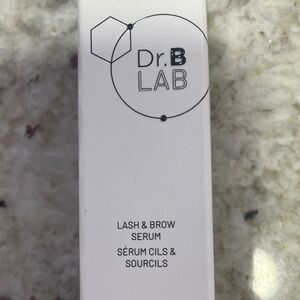 Dr.B
LAB
LASH & BROW
SERUM
SÉRUM CILS &
SOURCILS